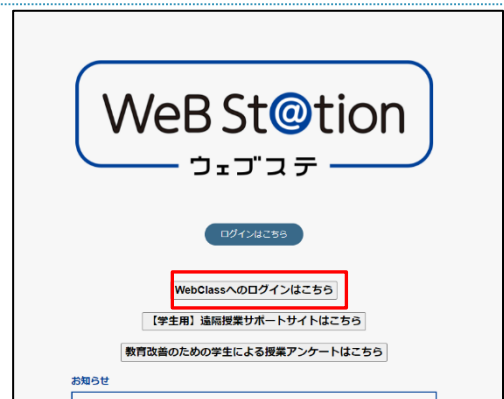 WeB St@tion
ウェブステ
ログインはこちら
WebClassへのログインはこちら
【学生用】遠隔授業サポートサイトはこちら
教育改善のための学生による授業アンケートはこちら
お知らせ